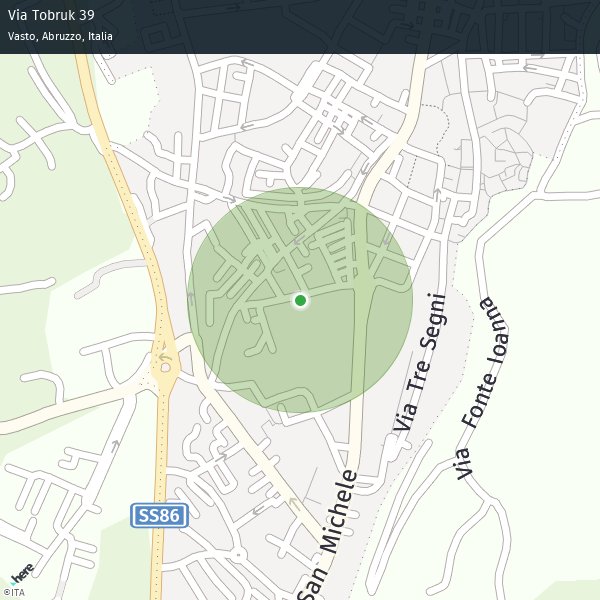 Via Tobruk 39
Vasto, Abruzzo, Italia
Via Tre Segni
Via Fonte Ioanna
San Michele
SS86
here
©ITA